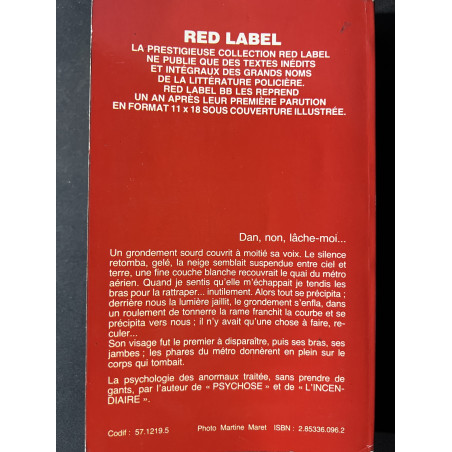 RED LABEL
LA PRESTIGIEUSE COLLECTION RED LABEL
NE PUBLIE QUE DES TEXTES INÉDITS
ET INTÉGRAUX DES GRANDS NOMS
DE LA LITTÉRATURE POLICIÈRE.
RED LABEL BB LES REPREND
UN AN APRÈS LEUR PREMIÈRE PARUTION
EN FORMAT 11 x 18 SOUS COUVERTURE ILLUSTRÉE.
Dan, non, lâche-moi...
Un grondement sourd couvrit à moitié sa voix. Le silence
retomba, gelé, la neige semblait suspendue entre ciel et
terre, une fine couche blanche recouvrait le quai du métro
aérien. Quand je sentis qu'elle m'échappait je tendis les
bras pour la rattraper... inutilement. Alors tout se précipita ;
derrière nous la lumière jaillit, le grondement s'enfla, dans
un roulement de tonnerre la rame franchit la courbe et se
précipita vers nous ; il n'y avait qu'une chose à faire, re-
culer...
Son visage fut le premier à disparaître, puis ses bras, ses
jambes ; les phares du métro donnèrent en plein sur le
corps qui tombait.
La psychologie des anormaux traitée, sans prendre de
gants, par l'auteur de « PSYCHOSE » et de « L'INCEN-
DIAIRE ».
Codif : 57.1219.5 Photo Martine Maret ISBN : 2.85336.096.2